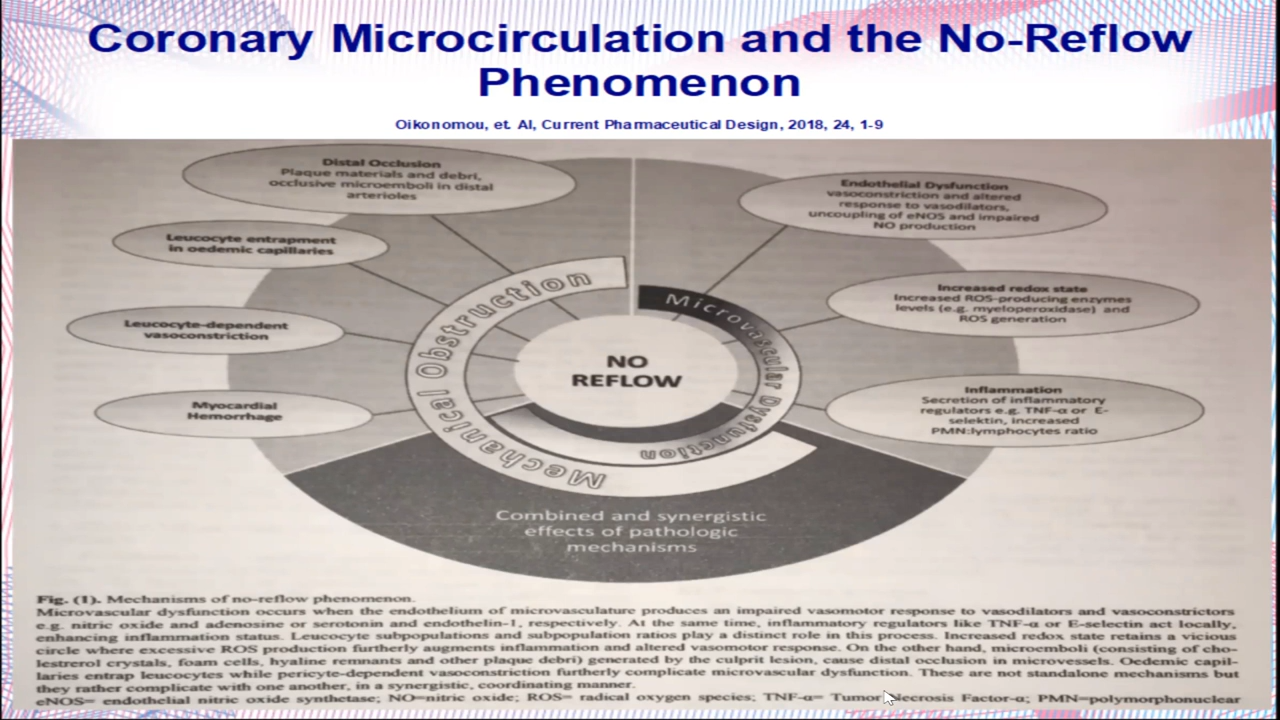 Coronary Microcirculation and the No-Reflow
Phenomenon
Oikonomou, et. Al, Current Pharmaceutical Design, 2018, 24, 1-9
Distal Occlusion
Plaque materials and debri,
occlusive microemboli in distal
arterioles
Leucocyte entrapment
in oedemic capillaries
Leucocyte-dependent
vasoconstriction
Myocardial
Hemorrhage
Mechanical Obstruction
NO
REFLOW
Microvascular Dysfunction
Endothelial Dysfunction
vasoconstriction and altered
response to vasodilators,
uncoupling of eNOS and impaired
NO production
Increased redox state
Increased ROS-producing enzymes
levels (e.g. myeloperoxidase) and
ROS generation
Inflammation
Secretion of inflammatory
regulators e.g. TNF-α or E-
selektin, increased
PMN:lymphocytes ratio
Combined and synergistic
effects of pathologic
mechanisms
Fig. (1). Mechanisms of no-reflow phenomenon.
Microvascular dysfunction occurs when the endothelium of microvasculature produces an impaired vasomotor response to vasodilators and vasoconstrictors
e.g. nitric oxide and adenosine or serotonin and endothelin-1, respectively. At the same time, inflammatory regulators like TNF-α or E-selectin act locally,
enhancing inflammation status. Leucocyte subpopulations and subpopulation ratios play a distinct role in this process. Increased redox state retains a vicious
circle where excessive ROS production furtherly augments inflammation and altered vasomotor response. On the other hand, microemboli (consisting of cho-
lestrerol crystals, foam cells, hyaline remnants and other plaque debri) generated by the culprit lesion, cause distal occlusion in microvessels. Oedemic capil-
laries entrap leucocytes while pericyte-dependent vasoconstriction furtherly complicate microvascular dysfunction. These are not standalone mechanisms but
they rather complicate with one another, in a synergistic, coordinating manner.
eNOS= endothelial nitric oxide synthetase; NO=nitric oxide; ROS= radical oxygen species; TNF-α= Tumor Necrosis Factor-α; PMN=polymorphonuclear